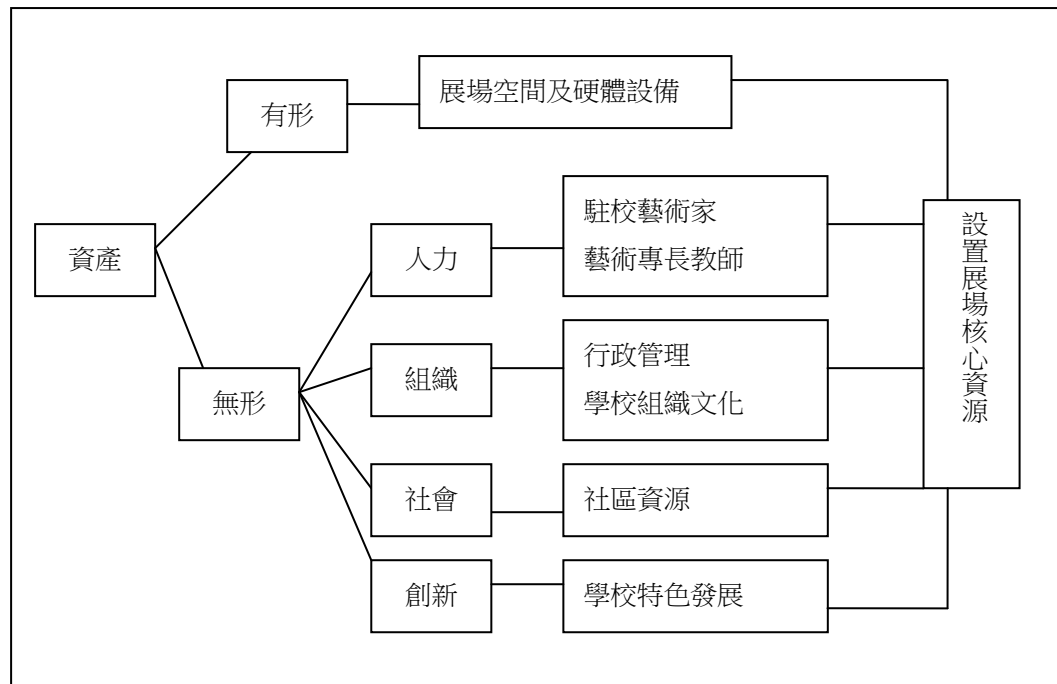 資產
有形
展場空間及硬體設備
無形
人力
駐校藝術家
藝術專長教師
組織
行政管理
學校組織文化
社會
社區資源
創新
學校特色發展
設置展場核心資源